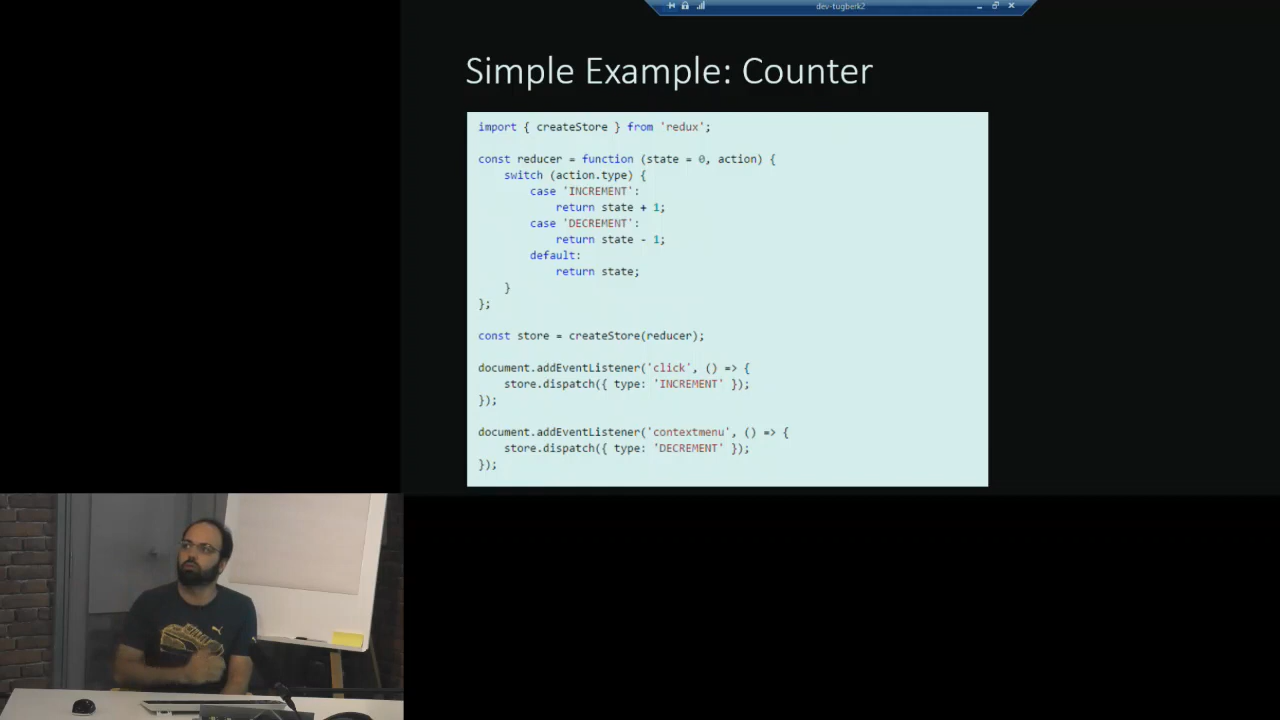 dev-tugberk2
Simple Example: Counter
import { createStore } from 'redux';
const reducer = function (state = 0, action) {
    switch (action.type) {
        case 'INCREMENT':
            return state + 1;
        case 'DECREMENT':
            return state - 1;
        default:
            return state;
    }
};
const store = createStore(reducer);
document.addEventListener('click', () => {
    store.dispatch({ type: 'INCREMENT' });
});
document.addEventListener('contextmenu', () => {
    store.dispatch({ type: 'DECREMENT' });
});